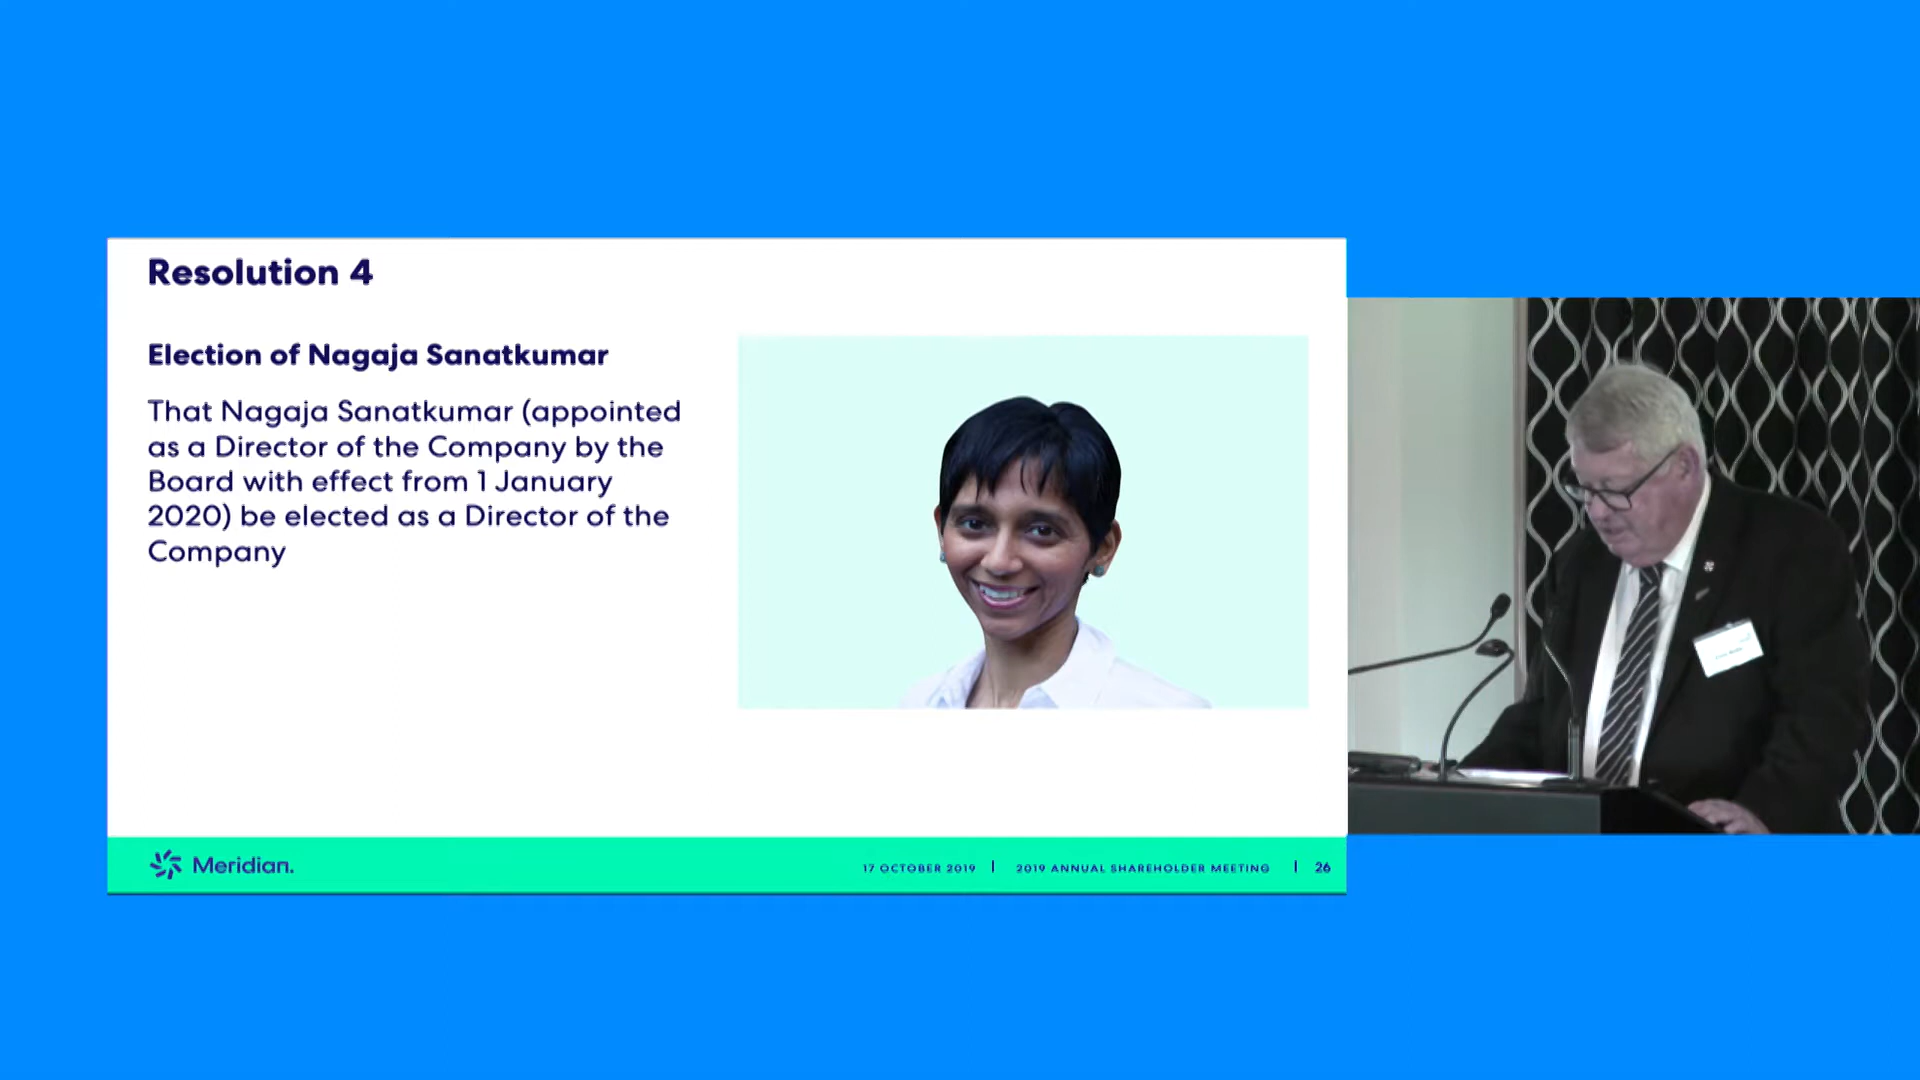 Resolution 4
Election of Nagaja Sanatkumar
That Nagaja Sanatkumar (appointed
as a Director of the Company by the
Board with effect from 1 January
2020) be elected as a Director of the
Company
Meridian.
17 OCTOBER 2019 | 2019 ANNUAL SHAREHOLDER MEETING | 26